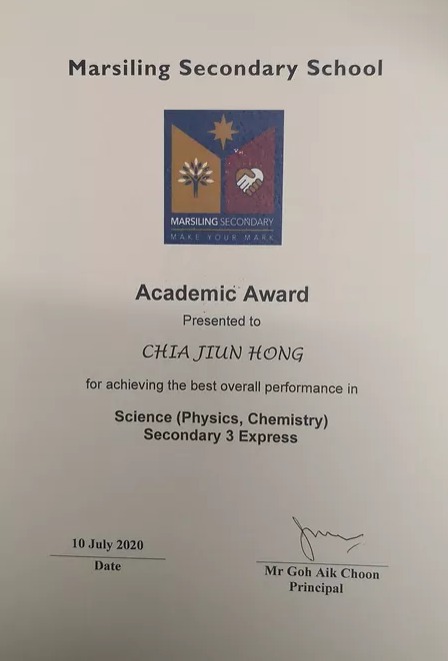 Marsiling Secondary School
MARSILING SECONDARY
MAKE YOUR MARK
Academic Award
Presented to
CHIA JIUN HONG
for achieving the best overall performance in
Science (Physics, Chemistry)
Secondary 3 Express
10 July 2020
Date
Mr Goh Aik Choon
Principal